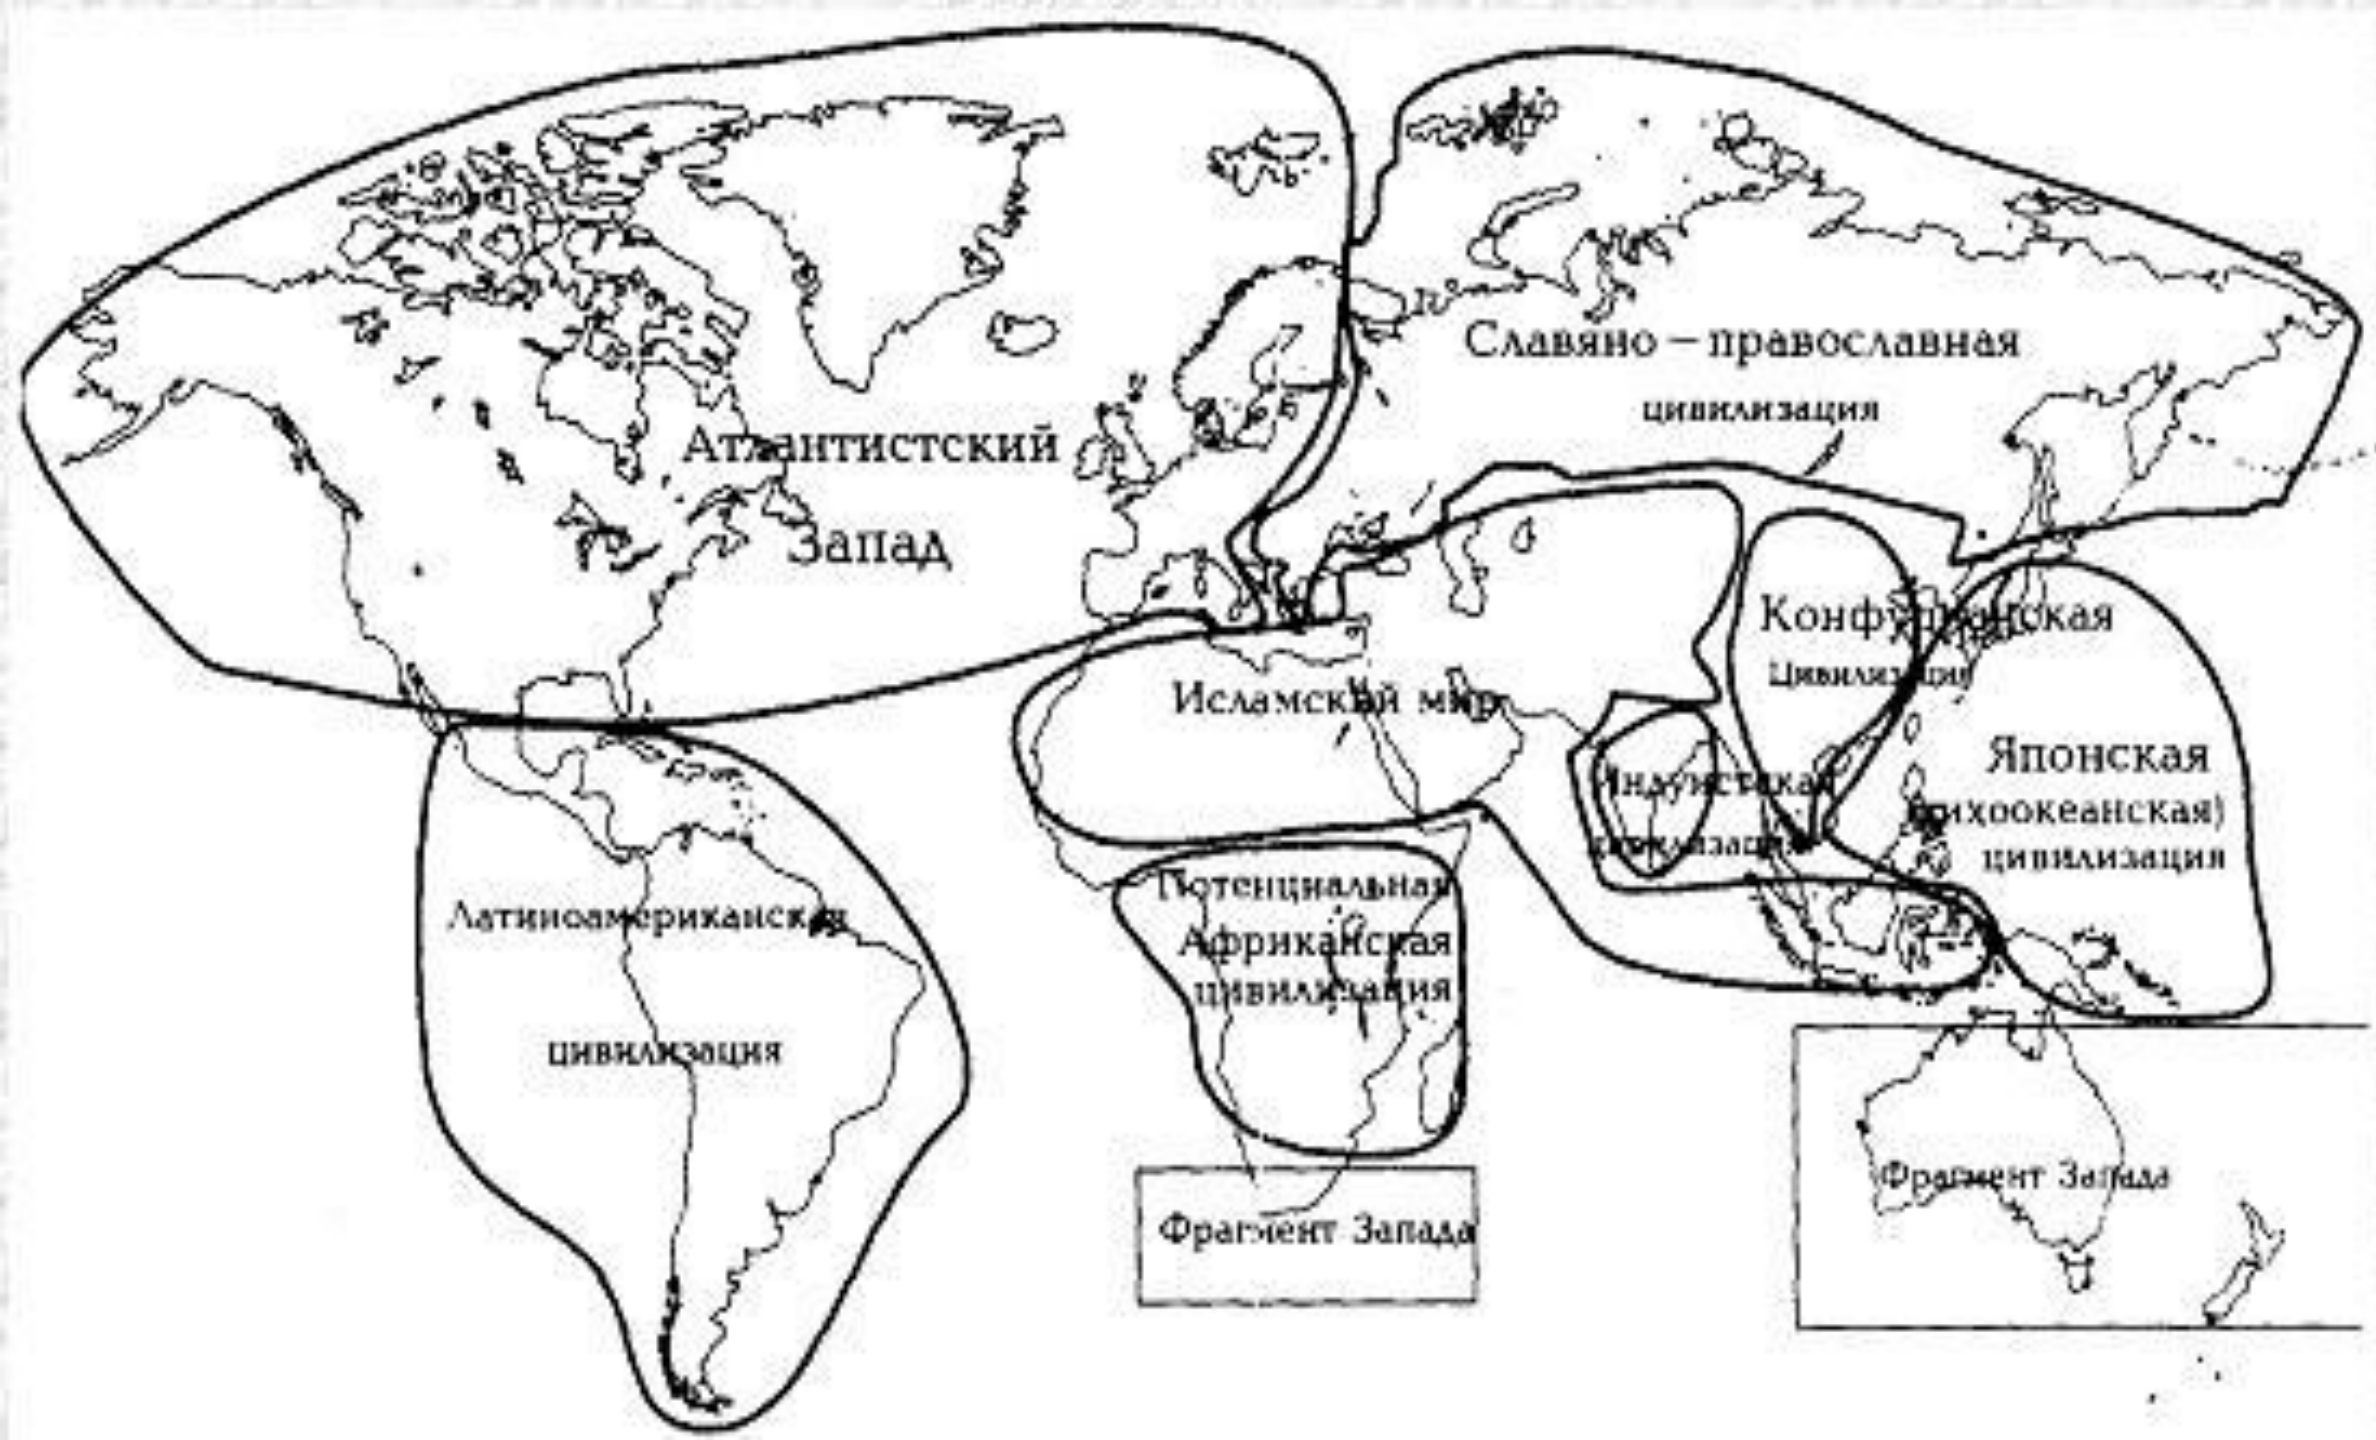 Славяно – православная
цивилизация
Атлантистский
Запад
Конфуцианская
Цивилизация
Исламский мир
Японская
(тихоокеанская)
цивилизация
Индуистская
цивилизация
Потенциальная
Африканская
цивилизация
Латиноамериканская
цивилизация
Фрагмент Запада
Фрагмент Запада